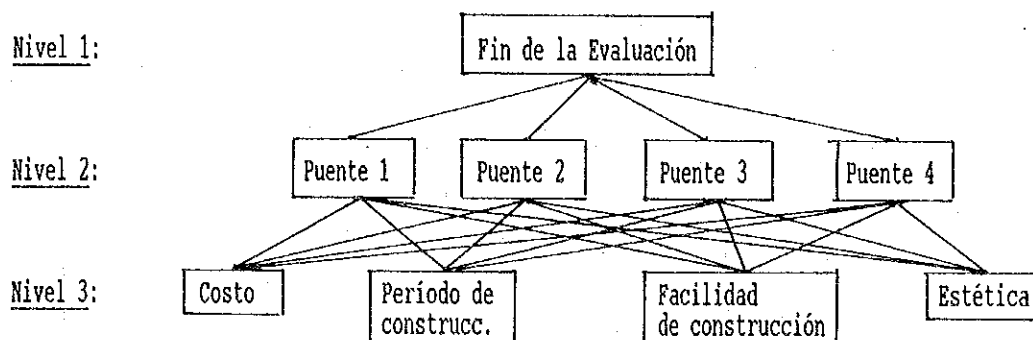 Nivel 1:
Fin de la Evaluación
Nivel 2:
Puente 1
Puente 2
Puente 3
Puente 4
Nivel 3:
Costo
Período de
construcc.
Facilidad
de construcción
Estética